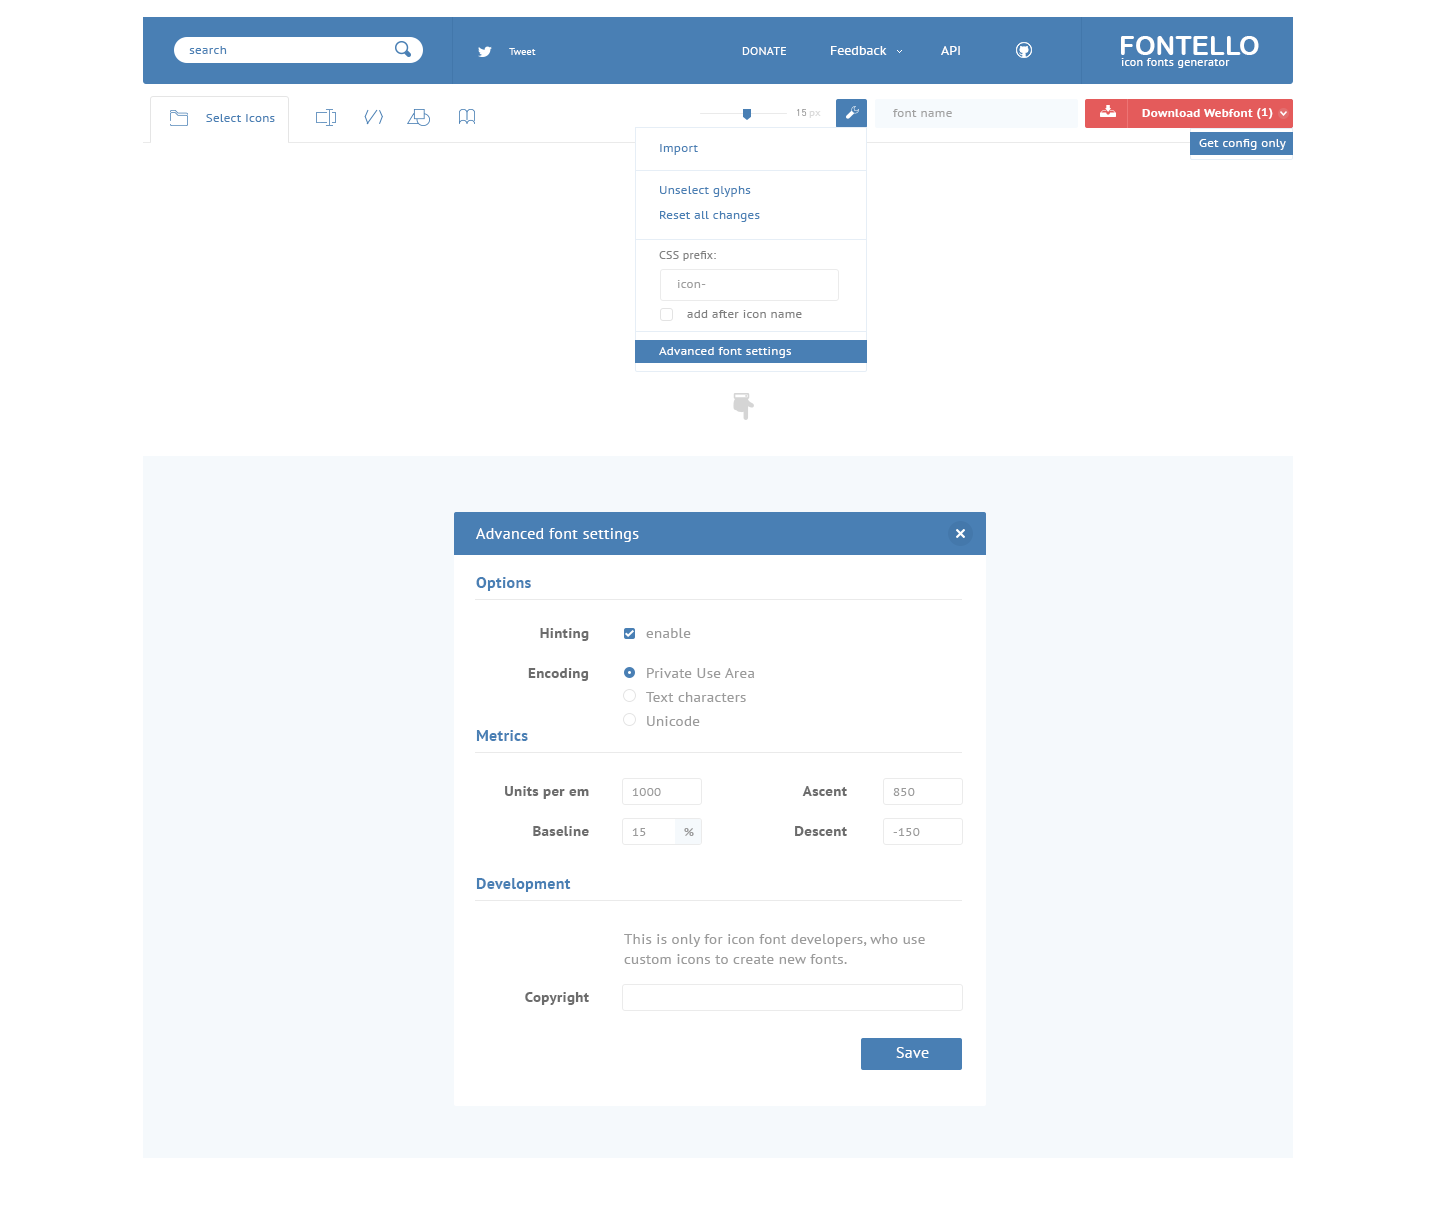 search
Tweet
DONATE
Feedback
API
FONTELLO
icon fonts generator
Select Icons
15 px
font name
Download Webfont (1)
Get config only
Import
Unselect glyphs
Reset all changes
CSS prefix:
icon-
add after icon name
Advanced font settings
Advanced font settings
Options
Hinting
enable
Encoding
Private Use Area
Text characters
Unicode
Metrics
Units per em
1000
Ascent
850
Baseline
15 %
Descent
-150
Development
This is only for icon font developers, who use
custom icons to create new fonts.
Copyright
Save